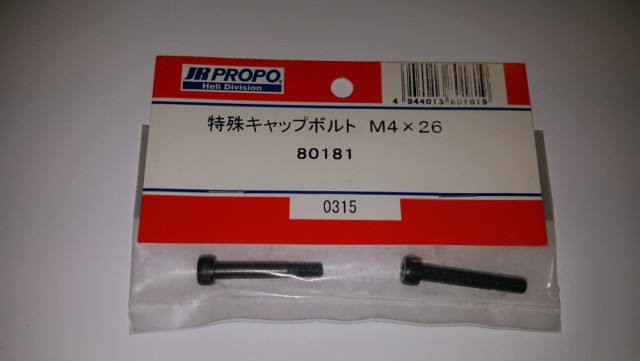 JR PROPO
Heli Division
4 944013 801819
特殊キャップボルト M4×26
80181
0315